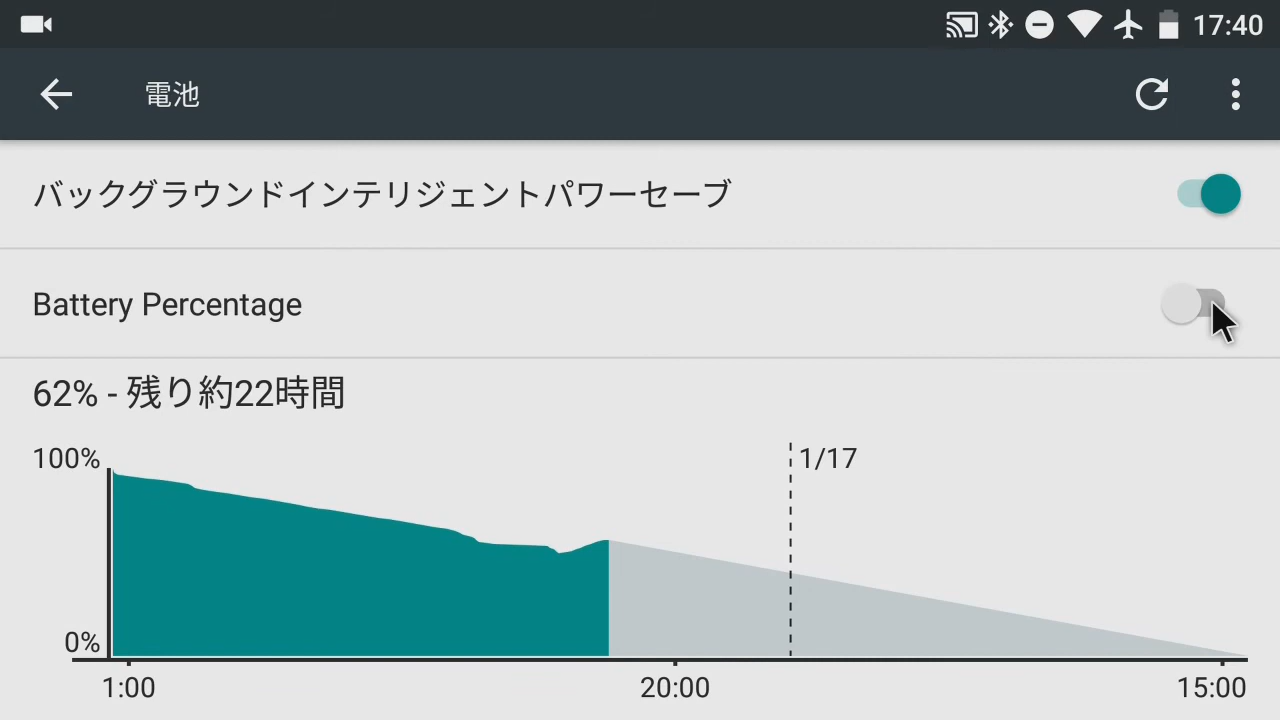 17:40
電池
バックグラウンドインテリジェントパワーセーブ
Battery Percentage
62% - 残り約22時間
100%
1/17
0%
1:00 20:00 15:00